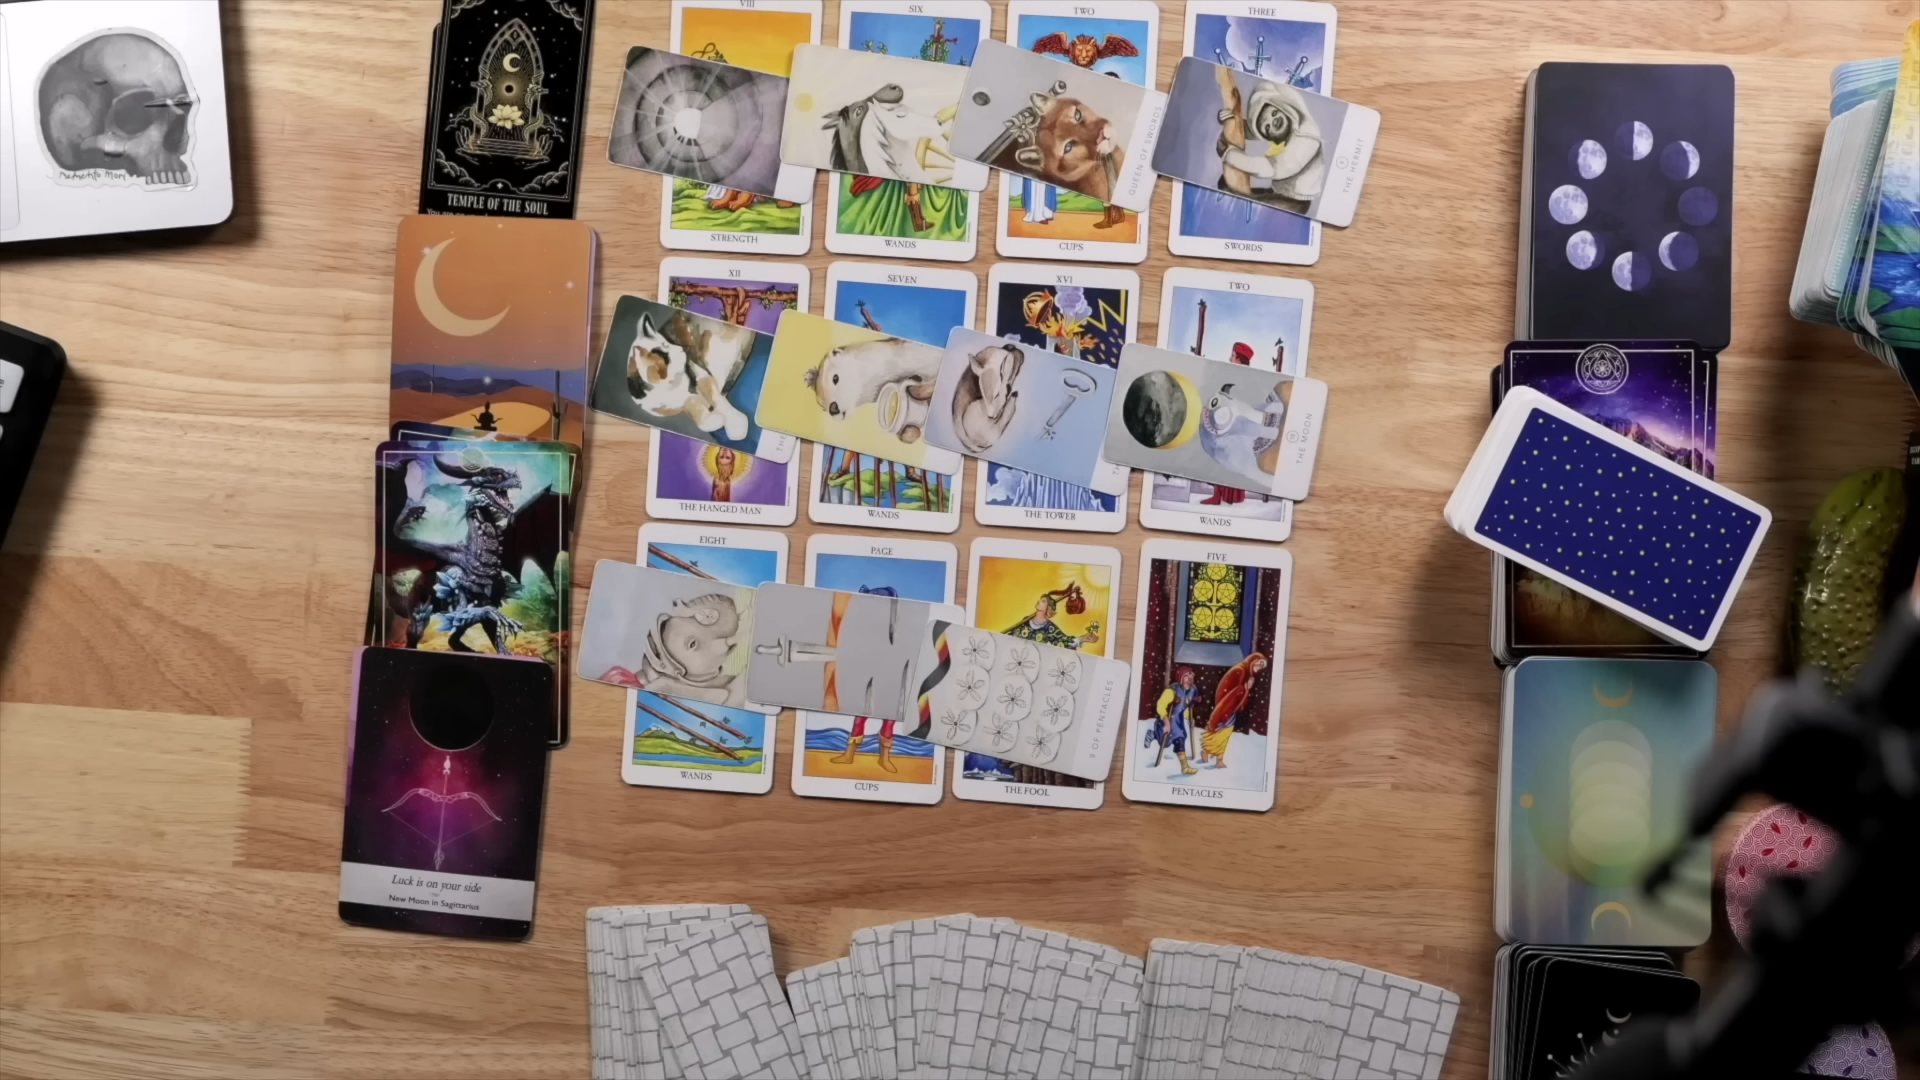 Memento Mori
TEMPLE OF THE SOUL
Luck is on your side
New Moon in Sagittarius
VIII
STRENGTH
SIX
WANDS
TWO
CUPS
THREE
SWORDS
QUEEN OF SWORDS
THE HERMIT
XII
THE HANGED MAN
SEVEN
WANDS
XVI
THE TOWER
TWO
WANDS
THE MOON
EIGHT
WANDS
PAGE
CUPS
0
THE FOOL
9 OF PENTACLES
FIVE
PENTACLES